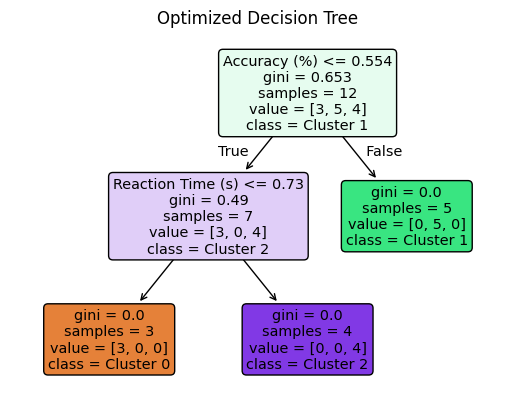 Optimized Decision Tree
Accuracy (%) <= 0.554
gini = 0.653
samples = 12
value = [3, 5, 4]
class = Cluster 1
True
False
Reaction Time (s) <= 0.73
gini = 0.49
samples = 7
value = [3, 0, 4]
class = Cluster 2
gini = 0.0
samples = 5
value = [0, 5, 0]
class = Cluster 1
gini = 0.0
samples = 3
value = [3, 0, 0]
class = Cluster 0
gini = 0.0
samples = 4
value = [0, 0, 4]
class = Cluster 2